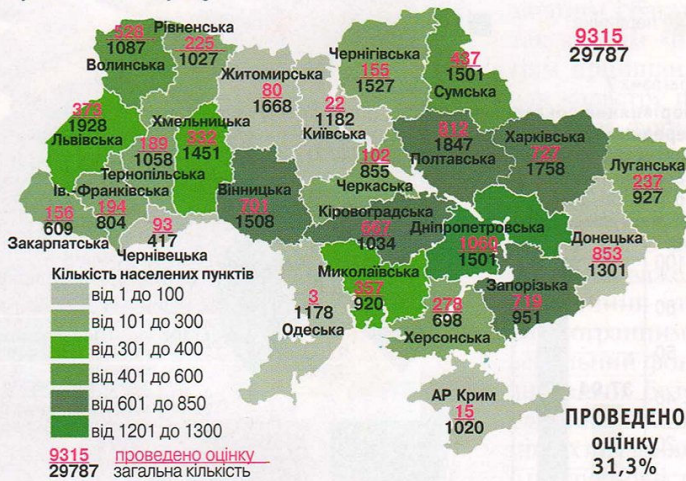 528
1087
Волинська
Рівненська
225
1027
Житомирська
80
1668
22
1182
Київська
Чернігівська
155
1527
437
1501
Сумська
9315
29787
373
1928
Львівська
189
1058
Тернопільська
Хмельницька
332
1451
Вінницька
701
1508
102
855
Черкаська
812
1847
Полтавська
Харківська
727
1758
Луганська
237
927
Ів.-Франківська
194
804
156
609
Закарпатська
93
417
Чернівецька
Кіровоградська
667
1034
Дніпропетровська
1060
1501
Донецька
853
1301
Миколаївська
357
920
3
1178
Одеська
278
698
Херсонська
Запорізька
719
951
АР Крим
15
1020
Кількість населених пунктів
від 1 до 100
від 101 до 300
від 301 до 400
від 401 до 600
від 601 до 850
від 1201 до 1300
9315 проведено оцінку
29787 загальна кількість
ПРОВЕДЕНО
оцінку
31,3%